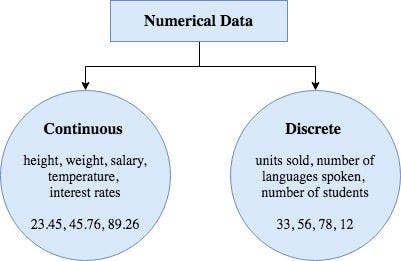 Numerical Data
Continuous
height, weight, salary,
temperature,
interest rates
23.45, 45.76, 89.26
Discrete
units sold, number of
languages spoken,
number of students
33, 56, 78, 12